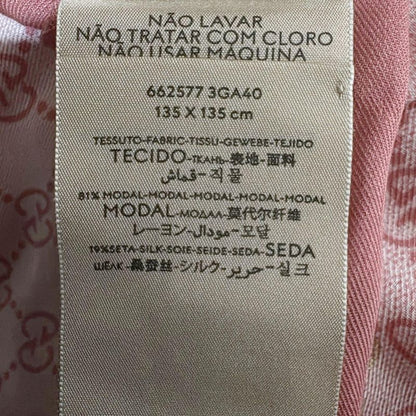 NÃO LAVAR
NÃO TRATAR COM CLORO
NÃO USAR MÁQUINA
662577 3GA40
135 X 135 cm
TESSUTO-FABRIC-TISSU-GEWEBE-TEJIDO
TECIDO-ТКАНЬ-表地-面料
قماش-직물
81% MODAL-MODAL-MODAL-MODAL-MODAL
MODAL-МОДАЛ-莫代尔纤维
レーヨン-مودال-모달
19%SETA-SILK-SOIE-SEIDE-SEDA-SEDA
ШЕЛК-桑蚕丝-シルク-حرير-실크